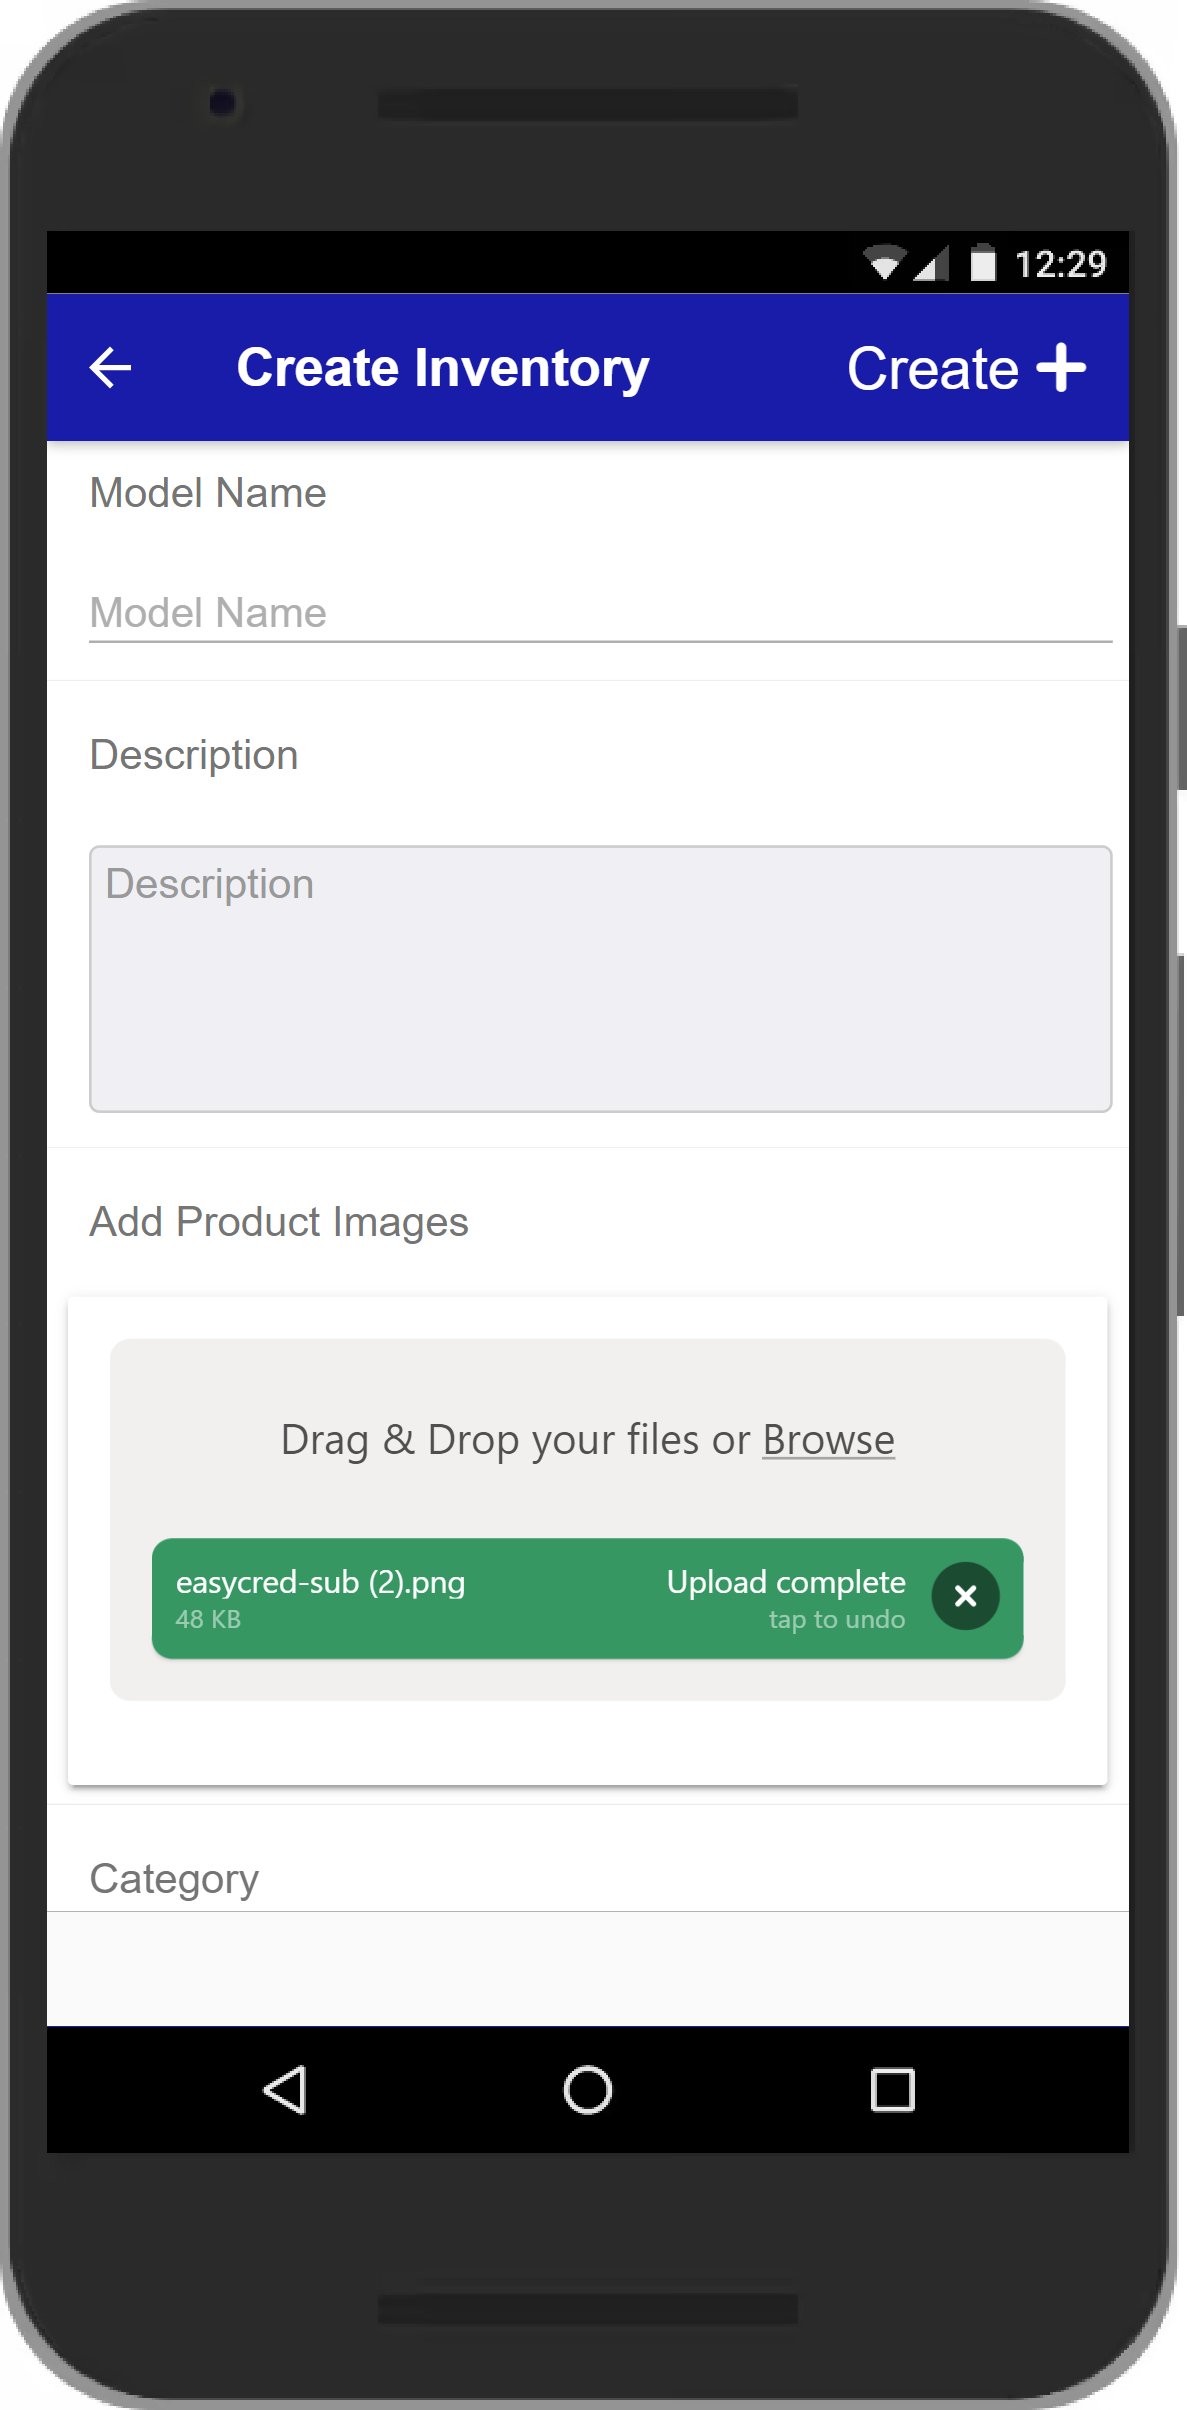 12:29
Create Inventory Create
Model Name
Model Name
Description
Description
Add Product Images
Drag & Drop your files or Browse
easycred-sub (2).png Upload complete
48 KB tap to undo
Category